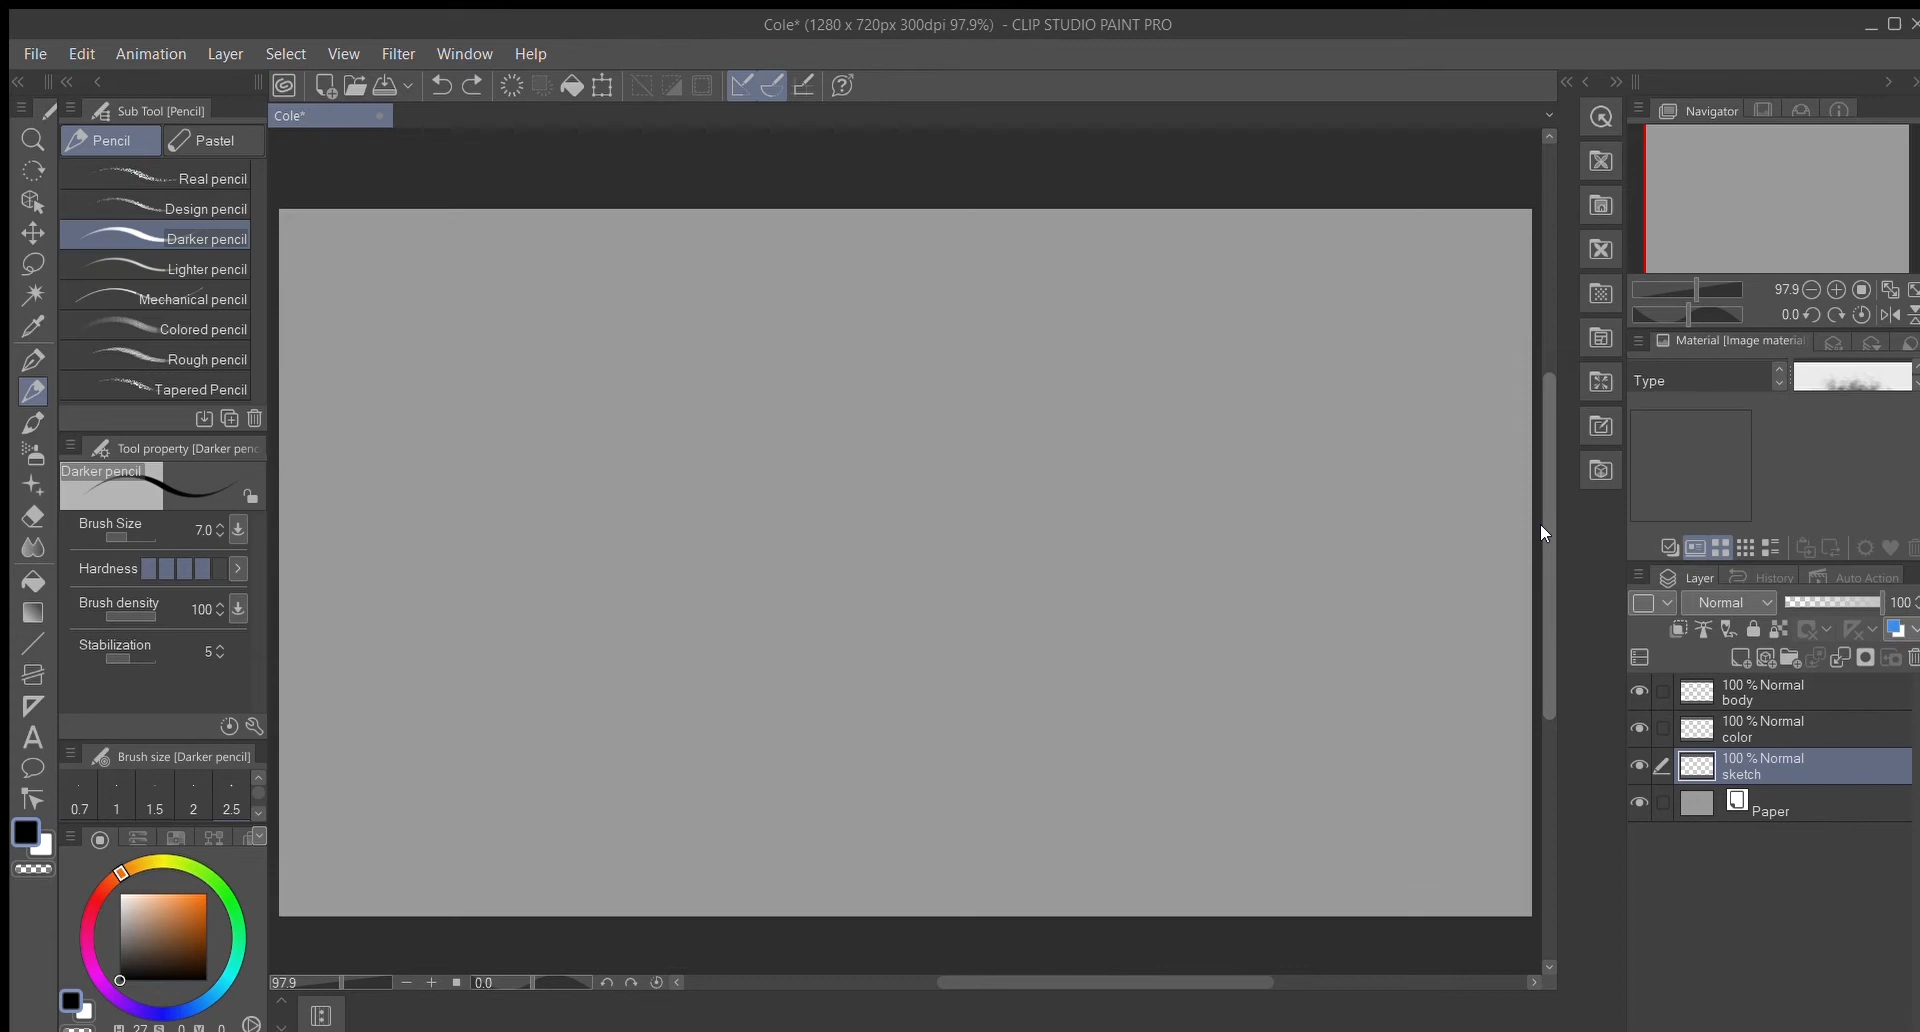 Cole* (1280 x 720px 300dpi 97.9%) - CLIP STUDIO PAINT PRO
File Edit Animation Layer Select View Filter Window Help
Sub Tool [Pencil]
Cole*
Navigator
Pencil Pastel
Real pencil
Design pencil
Darker pencil
Lighter pencil
Mechanical pencil
Colored pencil
Rough pencil
Tapered Pencil
Tool property [Darker penc
Darker pencil
Brush Size 7.0
Hardness
Brush density 100
Stabilization 5
Brush size [Darker pencil]
0.7 1 1.5 2 2.5
H 27 S 0 V 0
97.9 0.0
97.9
0.0
Material [Image material
Type
Layer History Auto Action
Normal 100
100 % Normal
body
100 % Normal
color
100 % Normal
sketch
Paper